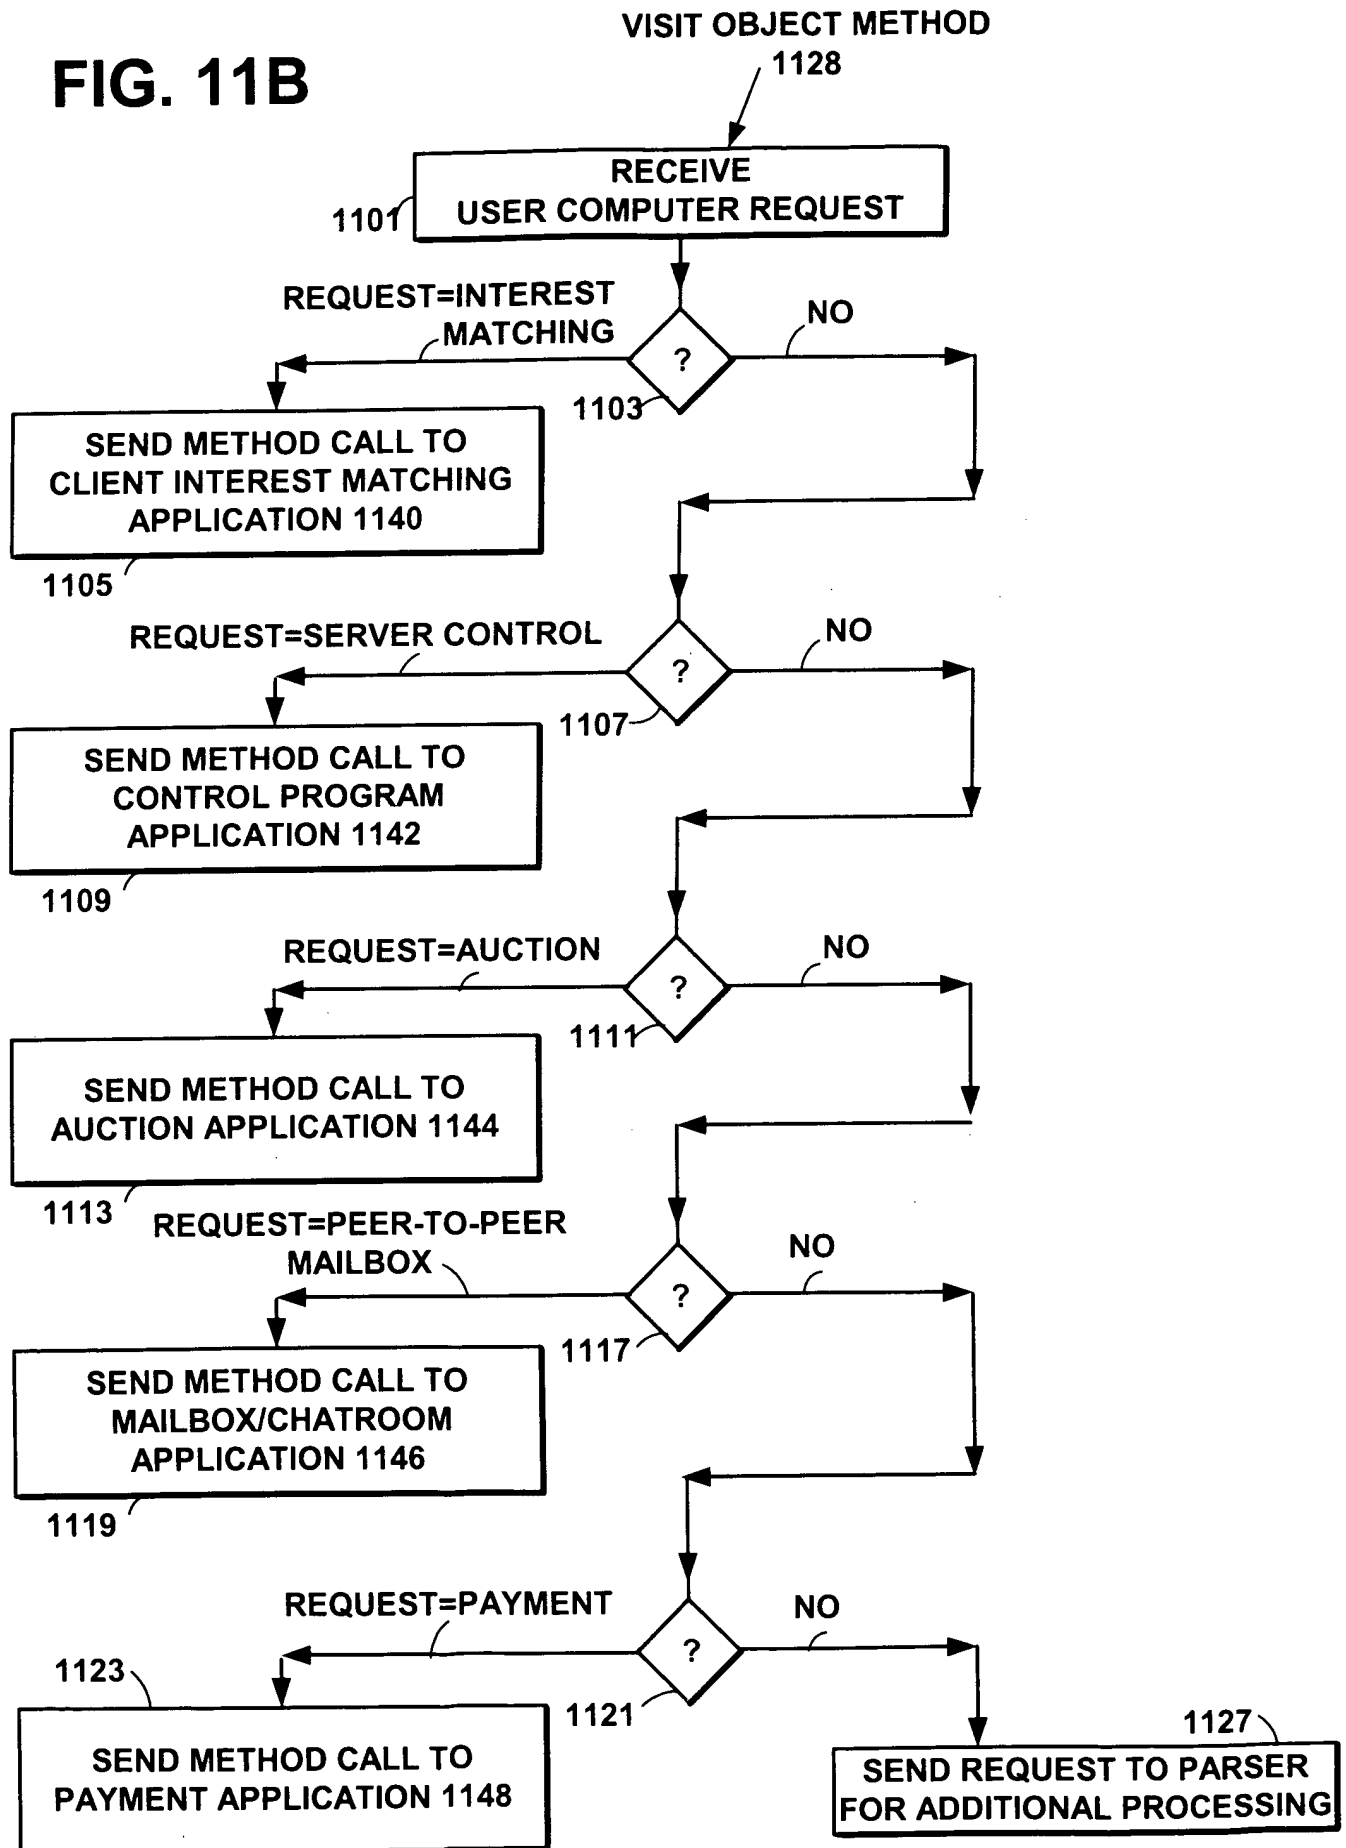 VISIT OBJECT METHOD
1128
FIG. 11B
RECEIVE
USER COMPUTER REQUEST
1101
REQUEST=INTEREST
MATCHING
NO
?
1103
SEND METHOD CALL TO
CLIENT INTEREST MATCHING
APPLICATION 1140
1105
REQUEST=SERVER CONTROL
NO
?
1107
SEND METHOD CALL TO
CONTROL PROGRAM
APPLICATION 1142
1109
REQUEST=AUCTION
NO
?
1111
SEND METHOD CALL TO
AUCTION APPLICATION 1144
1113
REQUEST=PEER-TO-PEER
MAILBOX
NO
?
1117
SEND METHOD CALL TO
MAILBOX/CHATROOM
APPLICATION 1146
1119
REQUEST=PAYMENT
NO
?
1121
1123
SEND METHOD CALL TO
PAYMENT APPLICATION 1148
1127
SEND REQUEST TO PARSER
FOR ADDITIONAL PROCESSING